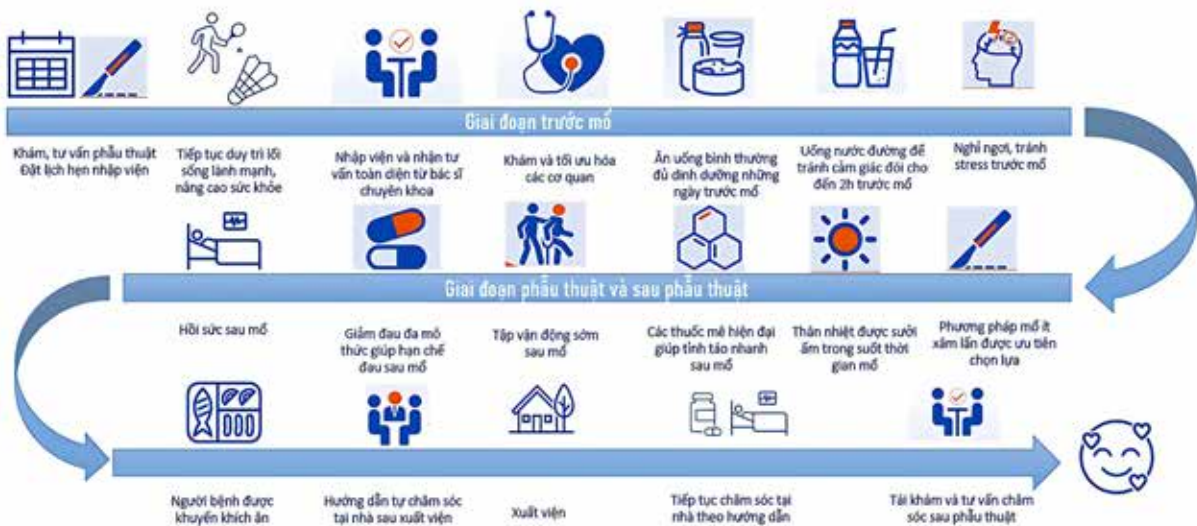 Giai đoạn trước mổ
Khám, tư vấn phẫu thuật
Đặt lịch hẹn nhập viện
Tiếp tục duy trì lối
sống lành mạnh,
nâng cao sức khỏe
Nhập viện và nhận tư
vấn toàn diện từ bác sĩ
chuyên khoa
Khám và tối ưu hóa
các cơ quan
Ăn uống bình thường
đủ dinh dưỡng những
ngày trước mổ
Uống nước đường để
tránh cảm giác đói cho
đến 2h trước mổ
Nghỉ ngơi, tránh
stress trước mổ
Giai đoạn phẫu thuật và sau phẫu thuật
Hồi sức sau mổ
Giảm đau đa mô
thức giúp hạn chế
đau sau mổ
Tập vận động sớm
sau mổ
Các thuốc mê hiện đại
giúp tỉnh táo nhanh
sau mổ
Thân nhiệt được sưởi
ấm trong suốt thời
gian mổ
Phương pháp mổ ít
xâm lấn được ưu tiên
chọn lựa
Người bệnh được
khuyến khích ăn
Hướng dẫn tự chăm sóc
tại nhà sau xuất viện
Xuất viện
Tiếp tục chăm sóc tại
nhà theo hướng dẫn
Tái khám và tư vấn chăm
sóc sau phẫu thuật